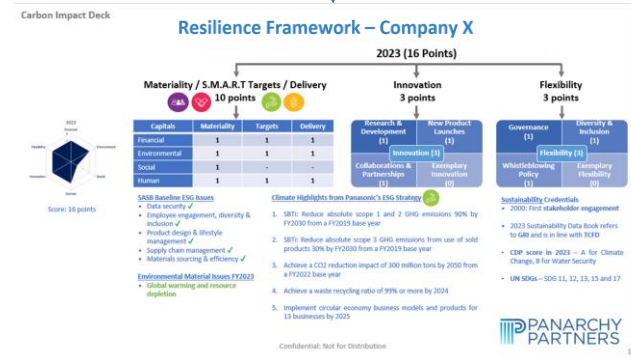 Carbon Impact Deck
Resilience Framework – Company X
2023 (16 Points)
Materiality / S.M.A.R.T Targets / Delivery
10 points
Innovation
3 points
Flexibility
3 points
Capitals Materiality Targets Delivery
Financial 1 1 1
Environmental 1 1 1
Social 1 - -
Human 1 1 1
Research & Development (1)
New Product Launches (1)
Innovation (3)
Collaborations & Partnerships (1)
Exemplary Innovation (0)
Governance (1)
Diversity & Inclusion (1)
Flexibility (3)
Whistleblowing Policy (1)
Exemplary Flexibility (0)
2023
Financial
Environmental
Social
Human
Innovation
Flexibility
Score: 16 points
SASB Baseline ESG Issues
• Data security ✓
• Employee engagement, diversity &
inclusion ✓
• Product design & lifestyle
management ✓
• Supply chain management ✓
• Materials sourcing & efficiency ✓
Environmental Material Issues FY2023
• Global warming and resource
depletion
Climate Highlights from Panasonic's ESG Strategy
1. SBTi: Reduce absolute scope 1 and 2 GHG emissions 90% by
FY2030 from a FY2019 base year
2. SBTi: Reduce absolute scope 3 GHG emissions from use of sold
products 30% by FY2030 from a FY2019 base year
3. Achieve a CO2 reduction impact of 300 million tons by 2050 from
a FY2022 base year
4. Achieve a waste recycling ratio of 99% or more by 2024
5. Implement circular economy business models and products for
13 businesses by 2025
Sustainability Credentials
• 2000: First stakeholder engagement
• 2023 Sustainability Data Book refers
to GRI and is in line with TCFD
• CDP score in 2023 – A for Climate
Change, B for Water Security
• UN SDGs – SDG 11, 12, 13, 15 and 17
PANARCHY
PARTNERS
Confidential: Not for Distribution
1